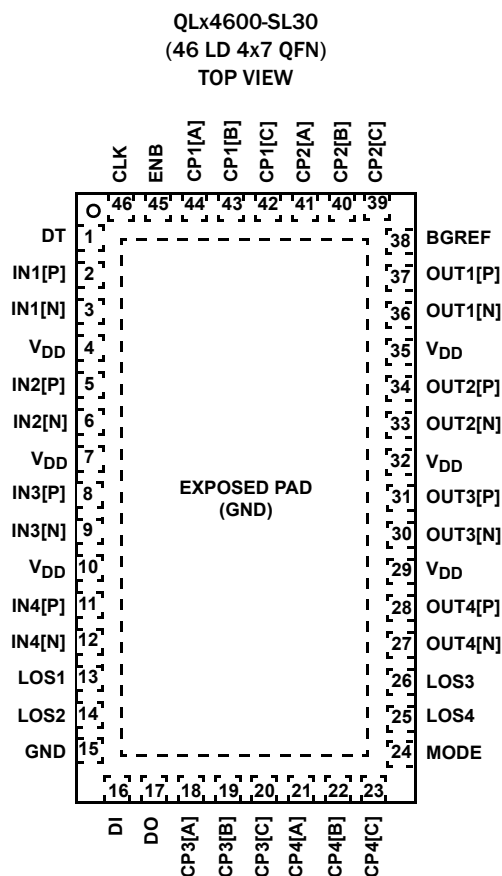 QLx4600-SL30
(46 LD 4x7 QFN)
TOP VIEW
CLK
ENB
CP1[A]
CP1[B]
CP1[C]
CP2[A]
CP2[B]
CP2[C]
46 45 44 43 42 41 40 39
DT 1
IN1[P] 2
IN1[N] 3
VDD 4
IN2[P] 5
IN2[N] 6
VDD 7
IN3[P] 8
IN3[N] 9
VDD 10
IN4[P] 11
IN4[N] 12
LOS1 13
LOS2 14
GND 15
EXPOSED PAD
(GND)
38 BGREF
37 OUT1[P]
36 OUT1[N]
35 VDD
34 OUT2[P]
33 OUT2[N]
32 VDD
31 OUT3[P]
30 OUT3[N]
29 VDD
28 OUT4[P]
27 OUT4[N]
26 LOS3
25 LOS4
24 MODE
16 17 18 19 20 21 22 23
DI
DO
CP3[A]
CP3[B]
CP3[C]
CP4[A]
CP4[B]
CP4[C]